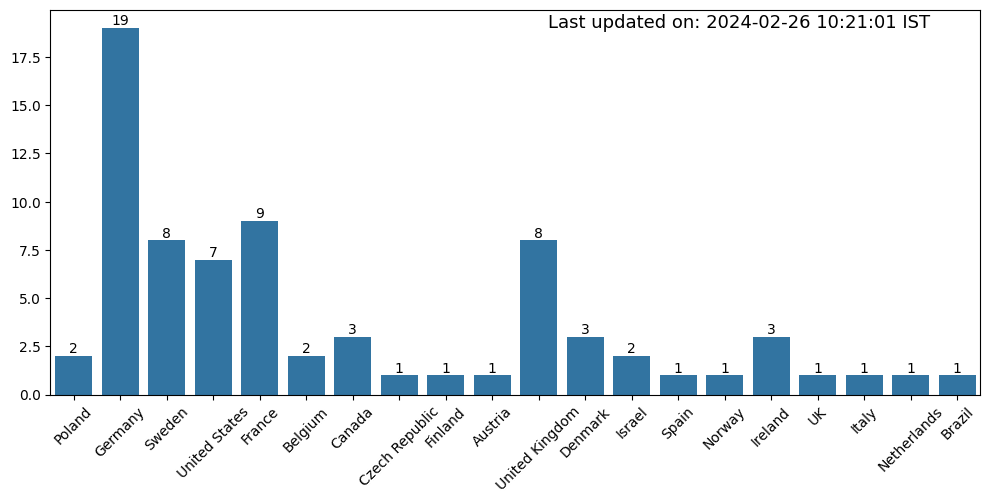 Last updated on: 2024-02-26 10:21:01 IST
17.5
15.0
12.5
10.0
7.5
5.0
2.5
0.0
2
19
8
7
9
2
3
1
1
1
8
3
2
1
1
3
1
1
1
1
Poland
Germany
Sweden
United States
France
Belgium
Canada
Czech Republic
Finland
Austria
United Kingdom
Denmark
Israel
Spain
Norway
Ireland
UK
Italy
Netherlands
Brazil